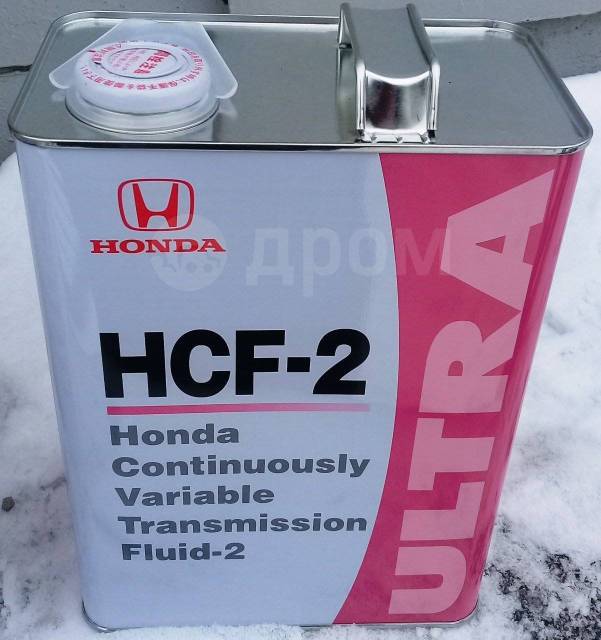 HONDA
дром
HCF-2
Honda
Continuously
Variable
Transmission
Fluid-2
ULTRA